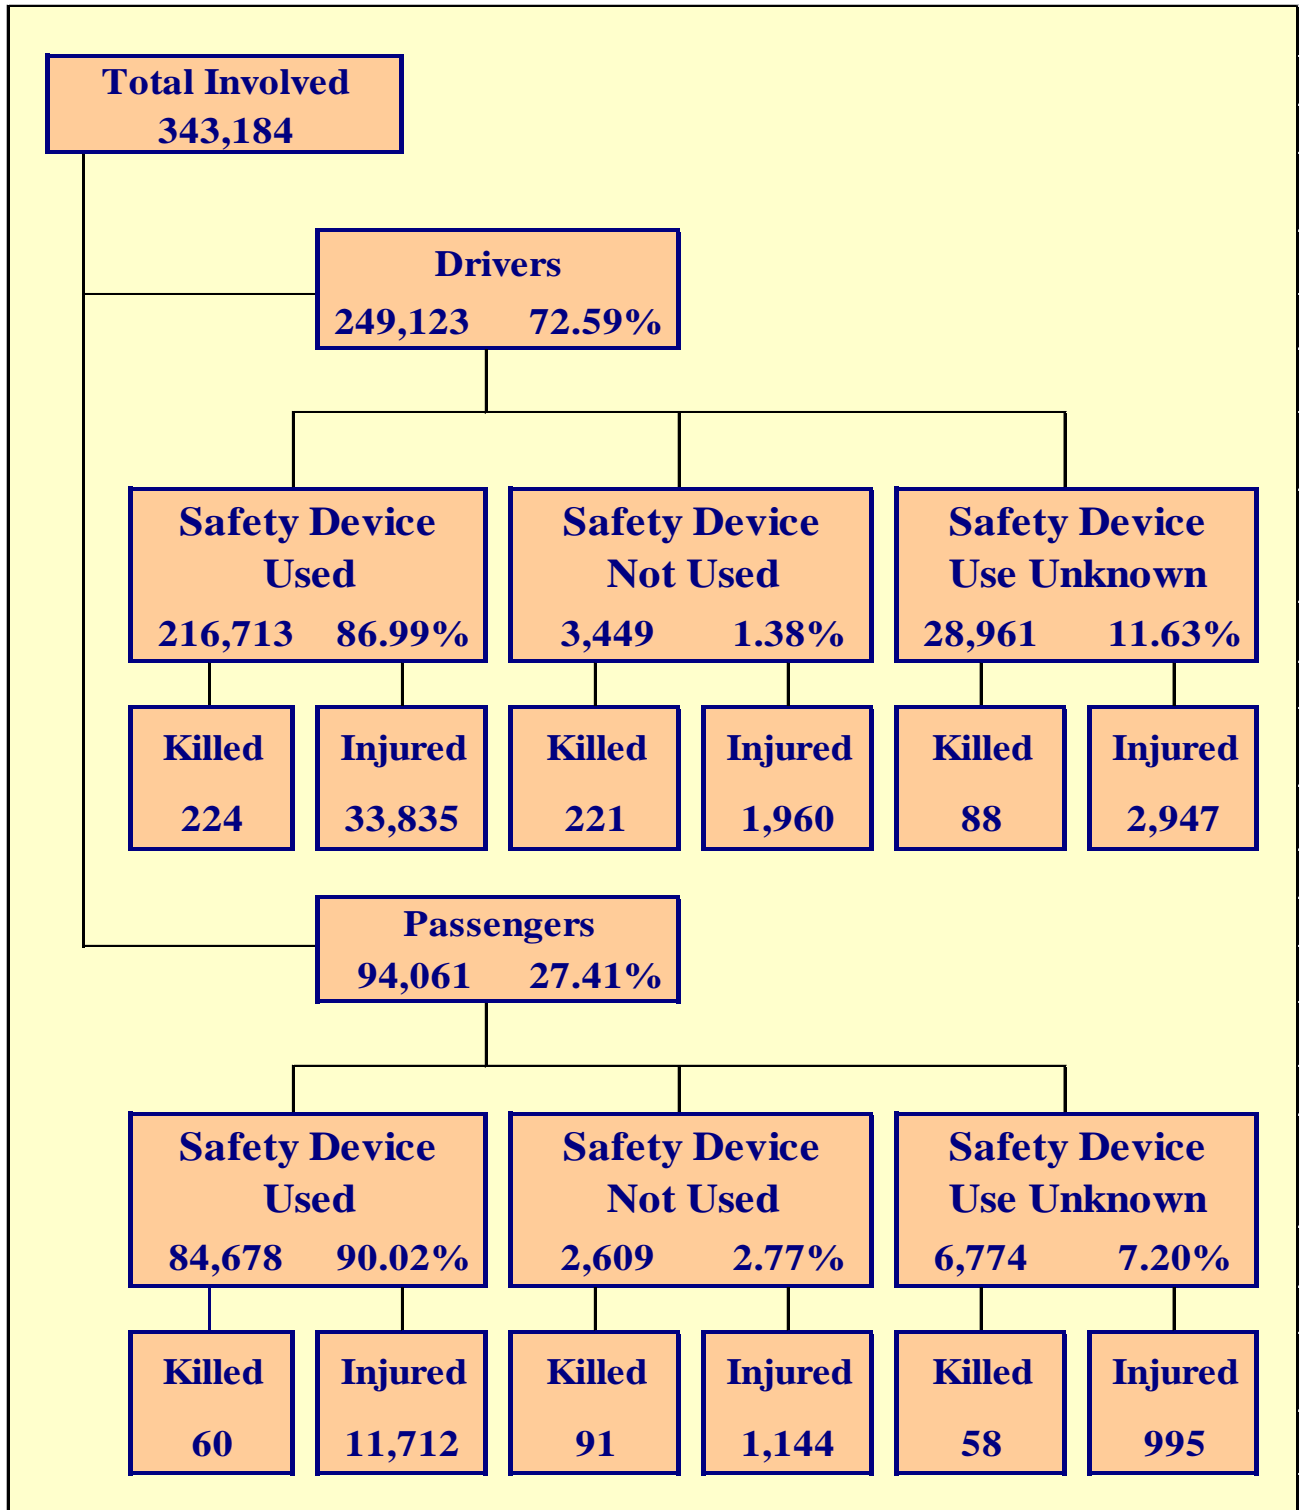 Total Involved
343,184
Drivers
249,123 72.59%
Safety Device
Used
216,713 86.99%
Safety Device
Not Used
3,449 1.38%
Safety Device
Use Unknown
28,961 11.63%
Killed
224
Injured
33,835
Killed
221
Injured
1,960
Killed
88
Injured
2,947
Passengers
94,061 27.41%
Safety Device
Used
84,678 90.02%
Safety Device
Not Used
2,609 2.77%
Safety Device
Use Unknown
6,774 7.20%
Killed
60
Injured
11,712
Killed
91
Injured
1,144
Killed
58
Injured
995